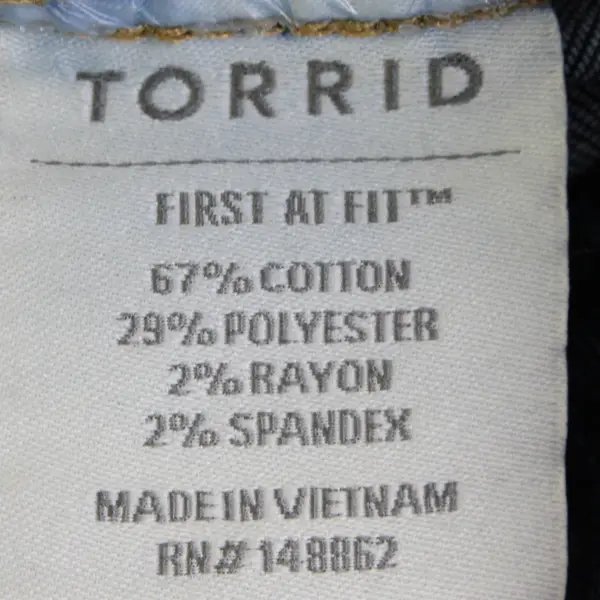 TORRID
FIRST AT FIT™
67% COTTON
29% POLYESTER
2% RAYON
2% SPANDEX
MADE IN VIETNAM
RN# 148862